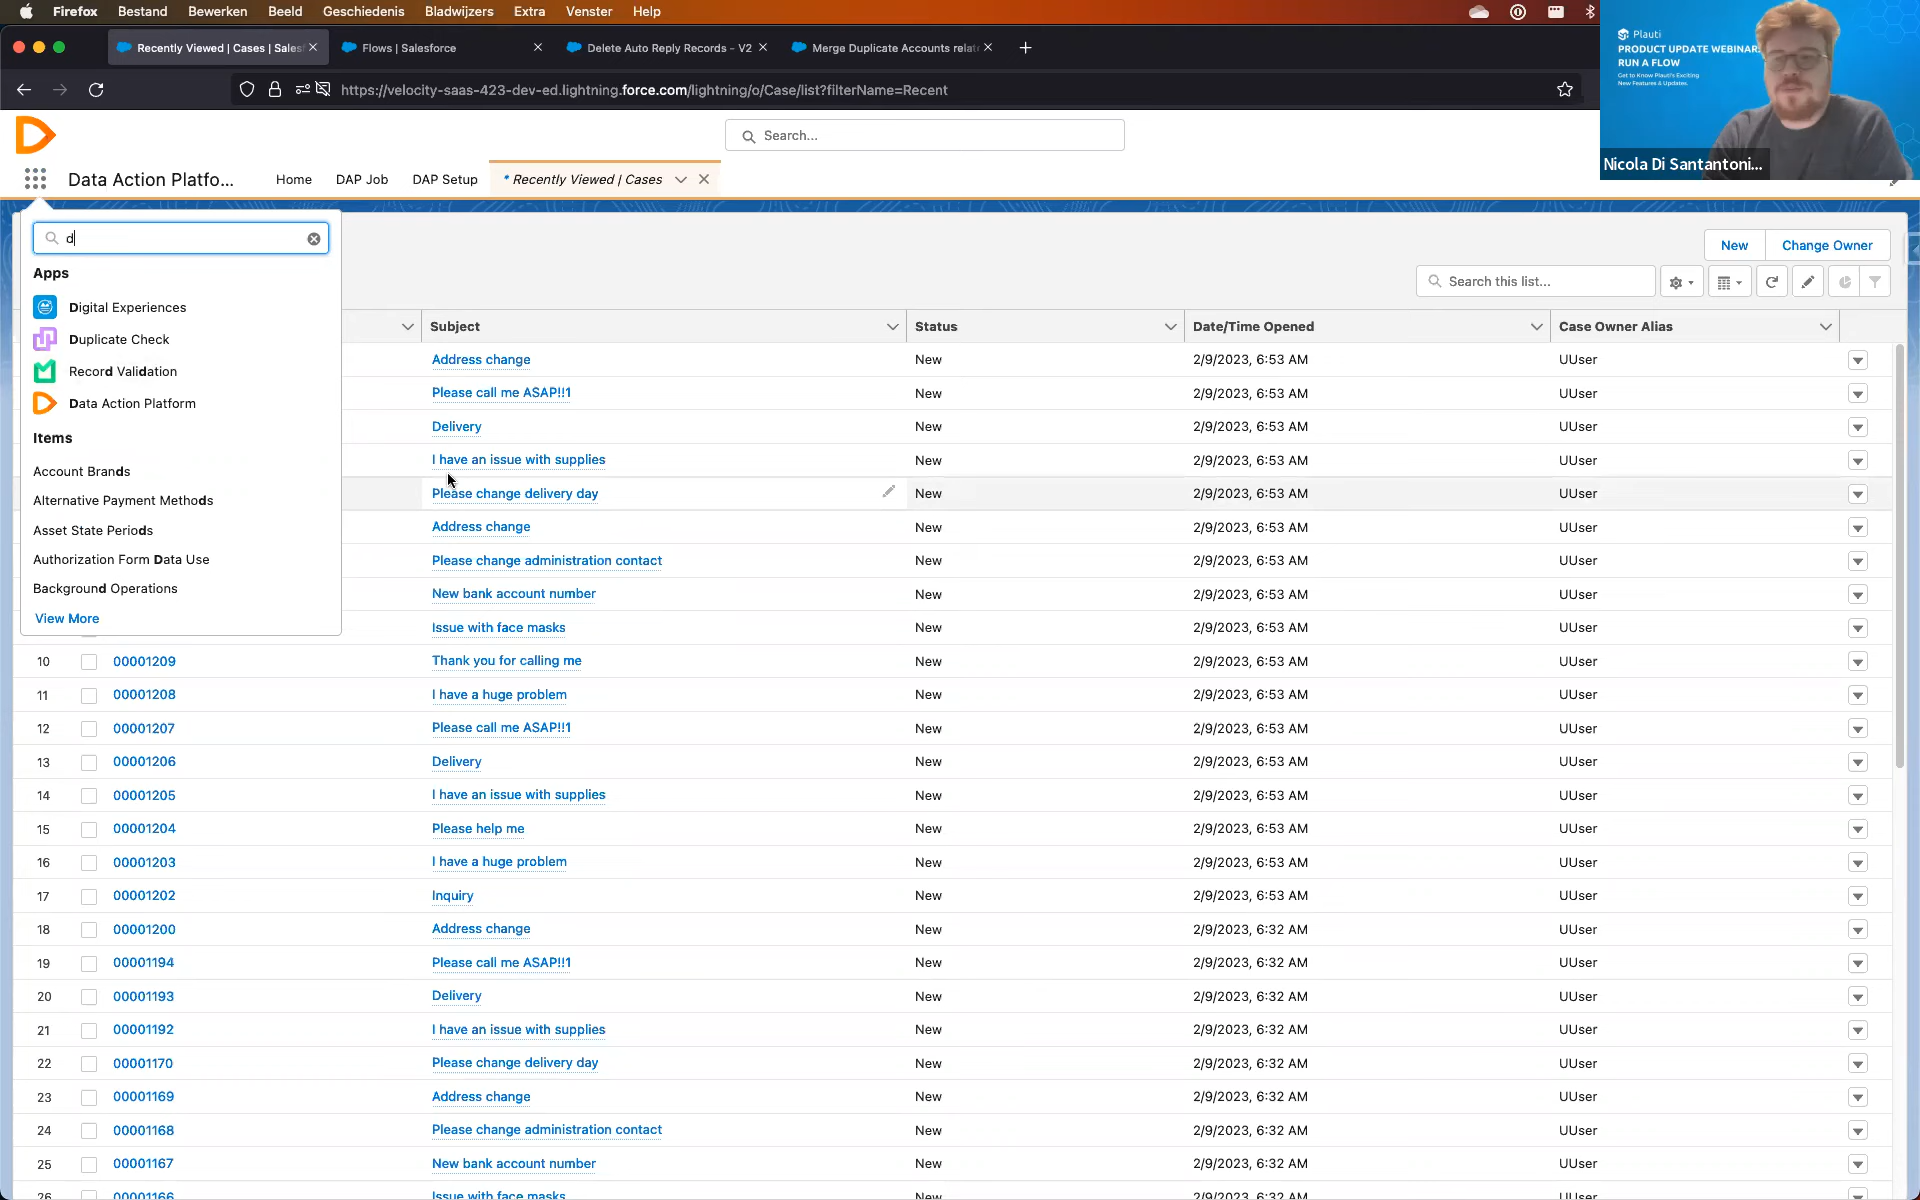 Firefox Bestand Bewerken Beeld Geschiedenis Bladwijzers Extra Venster Help
Recently Viewed | Cases | Sales Flows | Salesforce Delete Auto Reply Records - V2 Merge Duplicate Accounts relat
https://velocity-saas-423-dev-ed.lightning.force.com/lightning/o/Case/list?filterName=Recent
Plauti
PRODUCT UPDATE WEBINAR
RUN A FLOW
Get to Know Plauti's Exciting
New Features & Updates
Nicola Di Santantoni...
Search...
Data Action Platfo... Home DAP Job DAP Setup * Recently Viewed | Cases
d
Apps
Digital Experiences
Duplicate Check
Record Validation
Data Action Platform
Items
Account Brands
Alternative Payment Methods
Asset State Periods
Authorization Form Data Use
Background Operations
View More
New Change Owner
Search this list...
Subject Status Date/Time Opened Case Owner Alias
Address change New 2/9/2023, 6:53 AM UUser
Please call me ASAP!!1 New 2/9/2023, 6:53 AM UUser
Delivery New 2/9/2023, 6:53 AM UUser
I have an issue with supplies New 2/9/2023, 6:53 AM UUser
Please change delivery day New 2/9/2023, 6:53 AM UUser
Address change New 2/9/2023, 6:53 AM UUser
Please change administration contact New 2/9/2023, 6:53 AM UUser
New bank account number New 2/9/2023, 6:53 AM UUser
Issue with face masks New 2/9/2023, 6:53 AM UUser
10 00001209 Thank you for calling me New 2/9/2023, 6:53 AM UUser
11 00001208 I have a huge problem New 2/9/2023, 6:53 AM UUser
12 00001207 Please call me ASAP!!1 New 2/9/2023, 6:53 AM UUser
13 00001206 Delivery New 2/9/2023, 6:53 AM UUser
14 00001205 I have an issue with supplies New 2/9/2023, 6:53 AM UUser
15 00001204 Please help me New 2/9/2023, 6:53 AM UUser
16 00001203 I have a huge problem New 2/9/2023, 6:53 AM UUser
17 00001202 Inquiry New 2/9/2023, 6:53 AM UUser
18 00001200 Address change New 2/9/2023, 6:32 AM UUser
19 00001194 Please call me ASAP!!1 New 2/9/2023, 6:32 AM UUser
20 00001193 Delivery New 2/9/2023, 6:32 AM UUser
21 00001192 I have an issue with supplies New 2/9/2023, 6:32 AM UUser
22 00001170 Please change delivery day New 2/9/2023, 6:32 AM UUser
23 00001169 Address change New 2/9/2023, 6:32 AM UUser
24 00001168 Please change administration contact New 2/9/2023, 6:32 AM UUser
25 00001167 New bank account number New 2/9/2023, 6:32 AM UUser
26 00001166 Issue with face masks